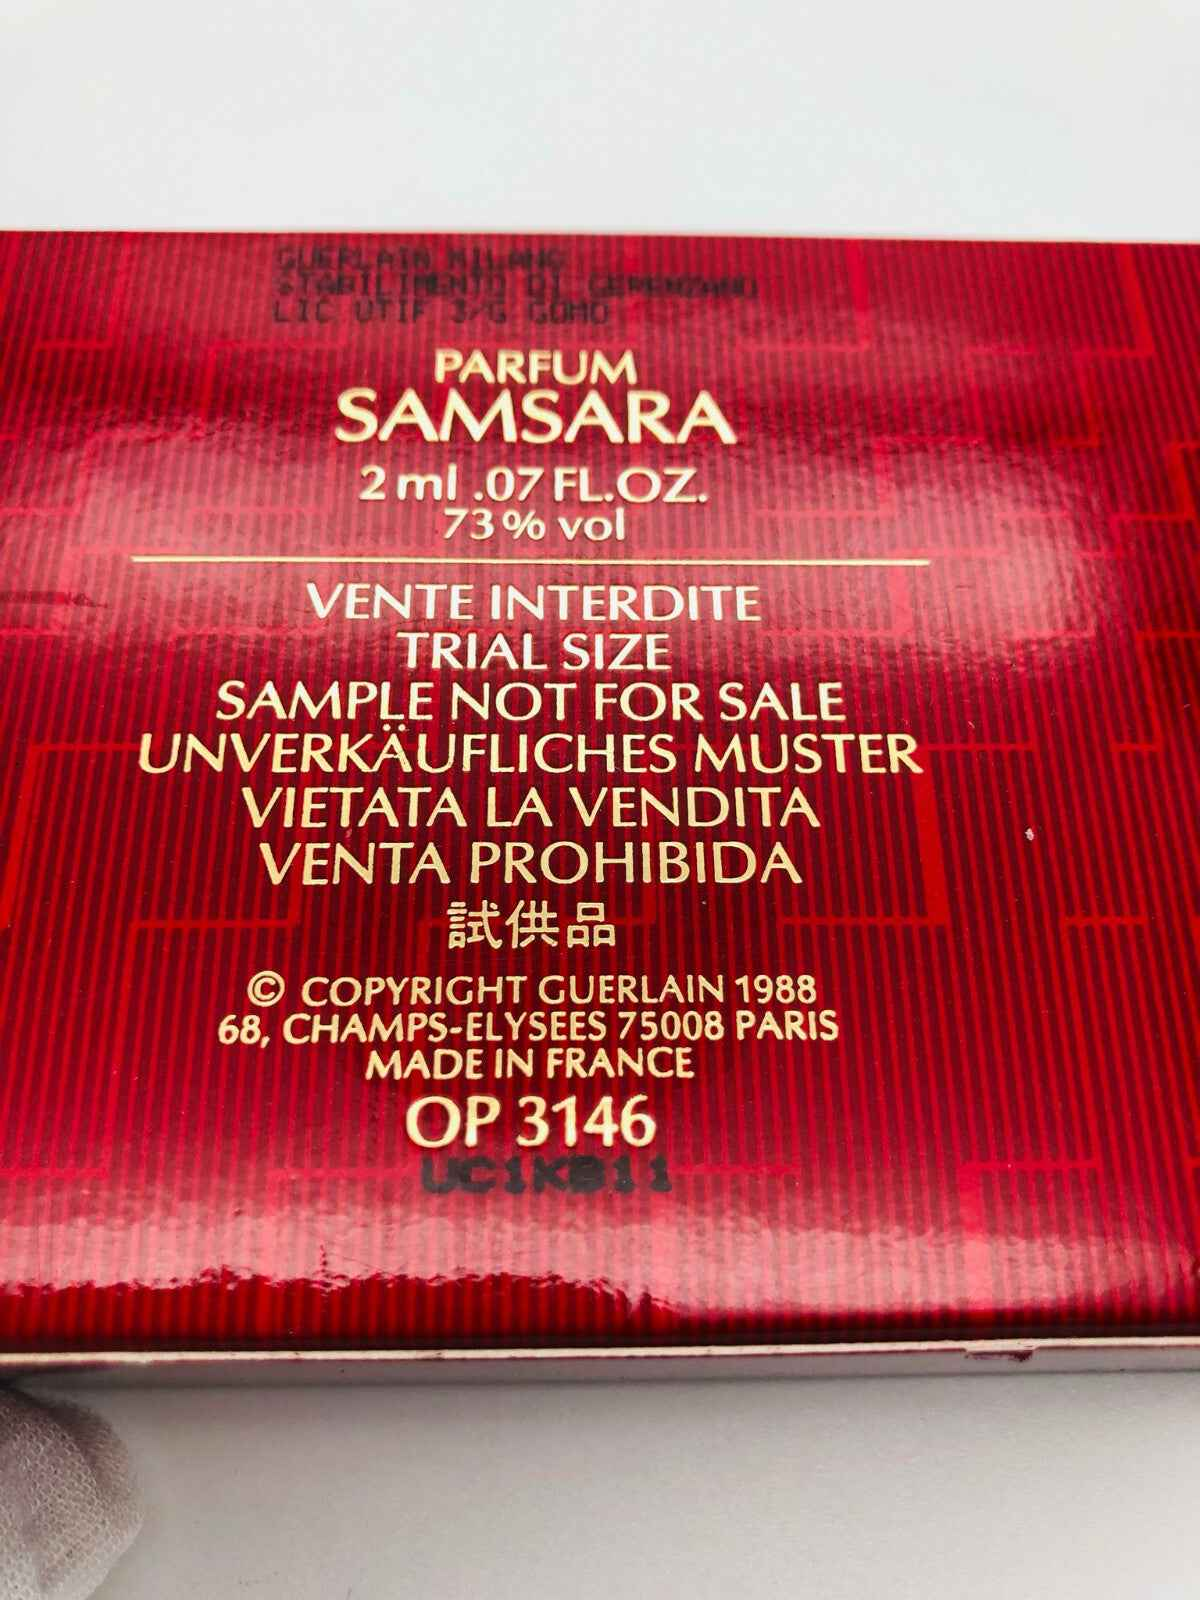 GUERLAIN MILANO
STABILIMENTO DI GERENZANO
LIC UTIF 3/G COMO
PARFUM
SAMSARA
2 ml .07 FL.OZ.
73% vol
VENTE INTERDITE
TRIAL SIZE
SAMPLE NOT FOR SALE
UNVERKÄUFLICHES MUSTER
VIETATA LA VENDITA
VENTA PROHIBIDA
試供品
© COPYRIGHT GUERLAIN 1988
68, CHAMPS-ELYSEES 75008 PARIS
MADE IN FRANCE
OP 3146